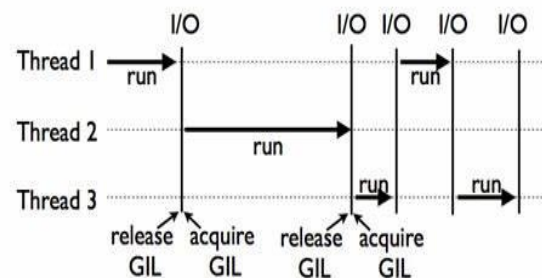 I/O I/O I/O I/O I/O
Thread 1
run run
Thread 2
run
Thread 3
run run
release acquire release acquire
GIL GIL GIL GIL